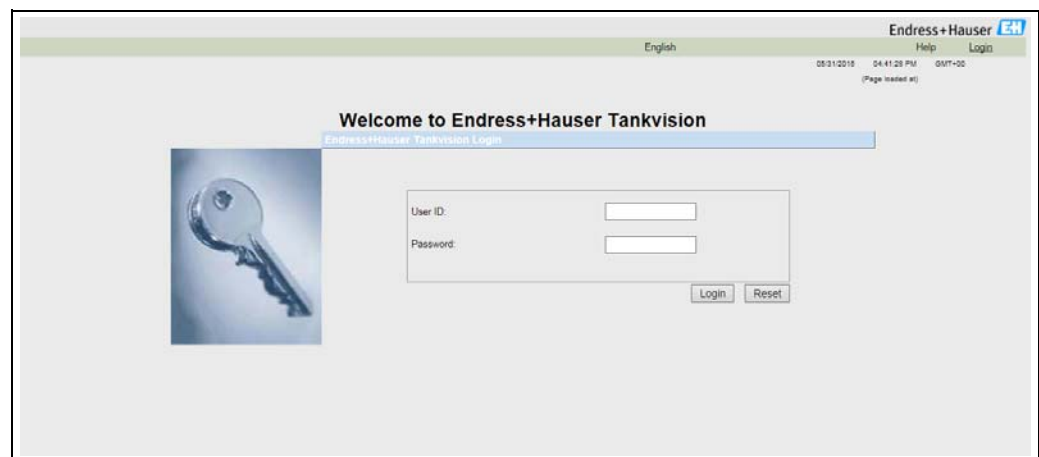 Endress+Hauser EH
English Help Login
05/31/2016 04:41:26 PM GMT+00
(Page loaded at)
Welcome to Endress+Hauser Tankvision
Endress+Hauser Tankvision Login
User ID:
Password:
Login Reset